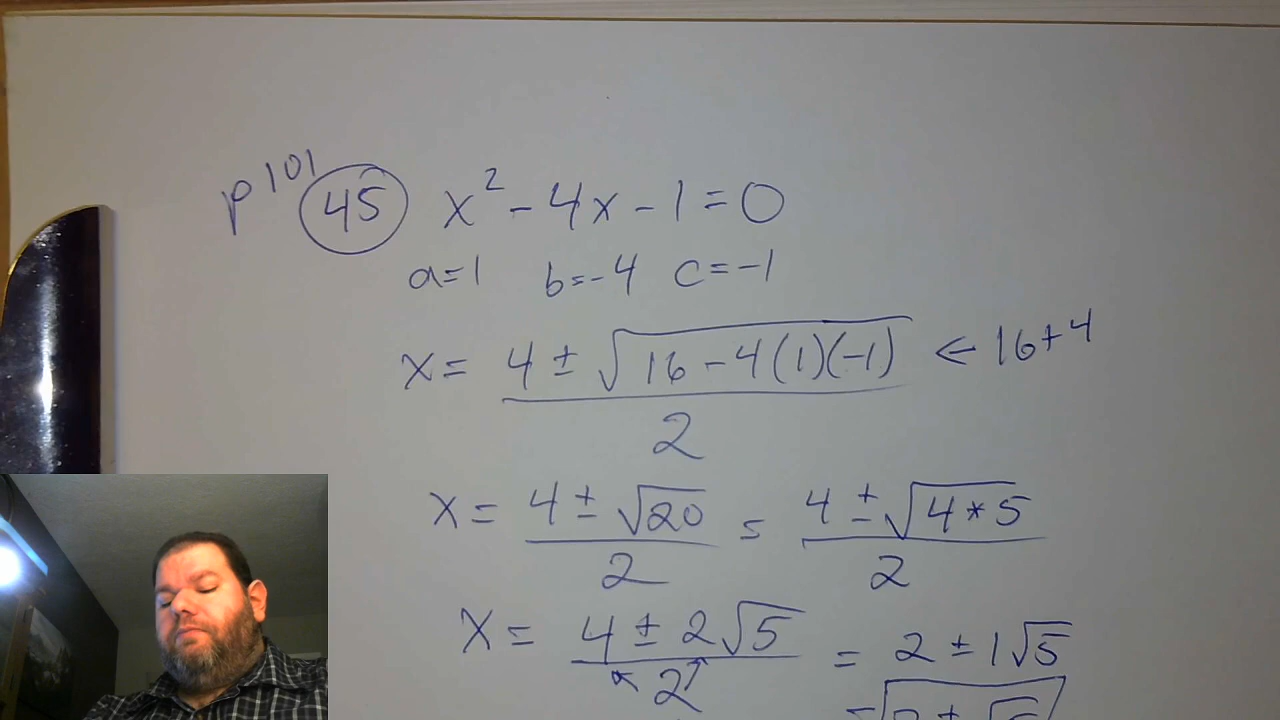 p101 45 x² - 4x - 1 = 0
a=1 b=-4 c=-1
x = (4 ± √(16 - 4(1)(-1))) / 2 ← 16+4
x = (4 ± √20) / 2 = (4 ± √(4*5)) / 2
x = (4 ± 2√5) / 2 = 2 ± 1√5